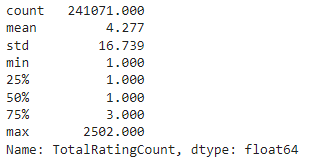 count 241071.000
mean 4.277
std 16.739
min 1.000
25% 1.000
50% 1.000
75% 3.000
max 2502.000
Name: TotalRatingCount, dtype: float64